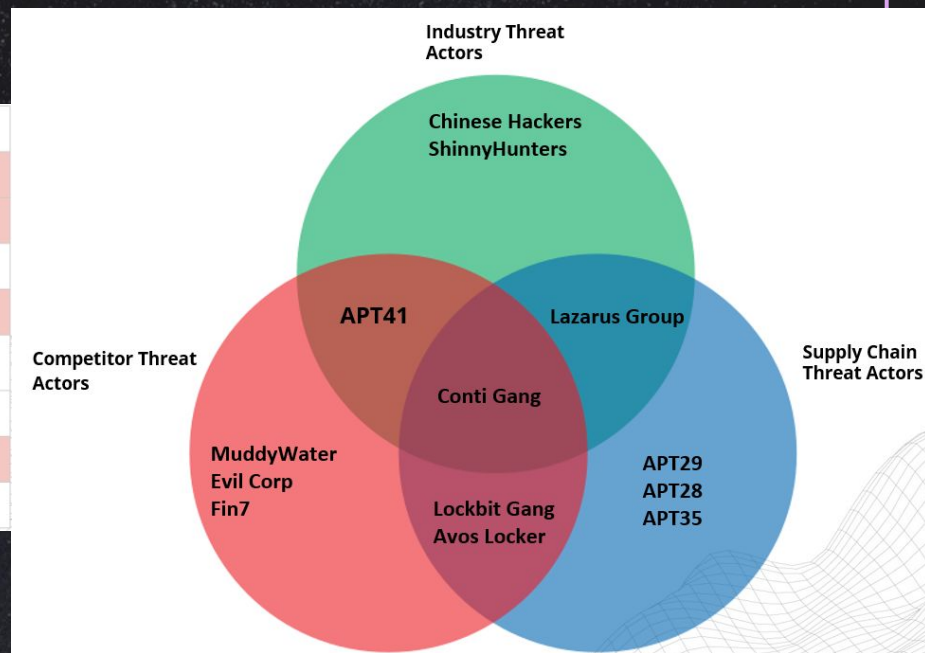 Industry Threat
Actors
Chinese Hackers
ShinnyHunters
APT41
Lazarus Group
Competitor Threat
Actors
Supply Chain
Threat Actors
Conti Gang
MuddyWater
Evil Corp
Fin7
APT29
APT28
APT35
Lockbit Gang
Avos Locker